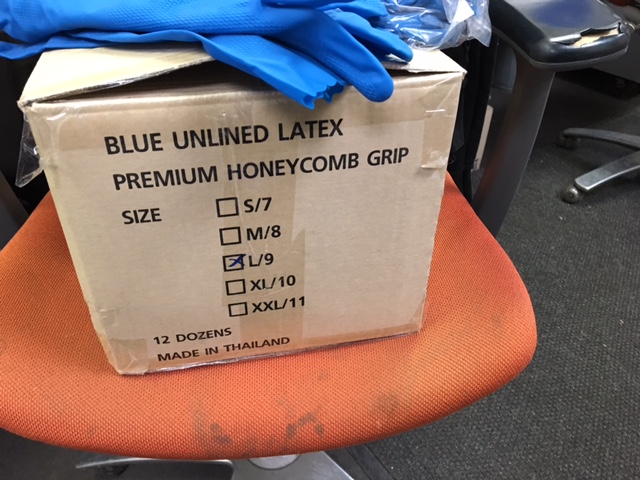 BLUE UNLINED LATEX
PREMIUM HONEYCOMB GRIP
SIZE S/7
M/8
L/9
XL/10
XXL/11
12 DOZENS
MADE IN THAILAND